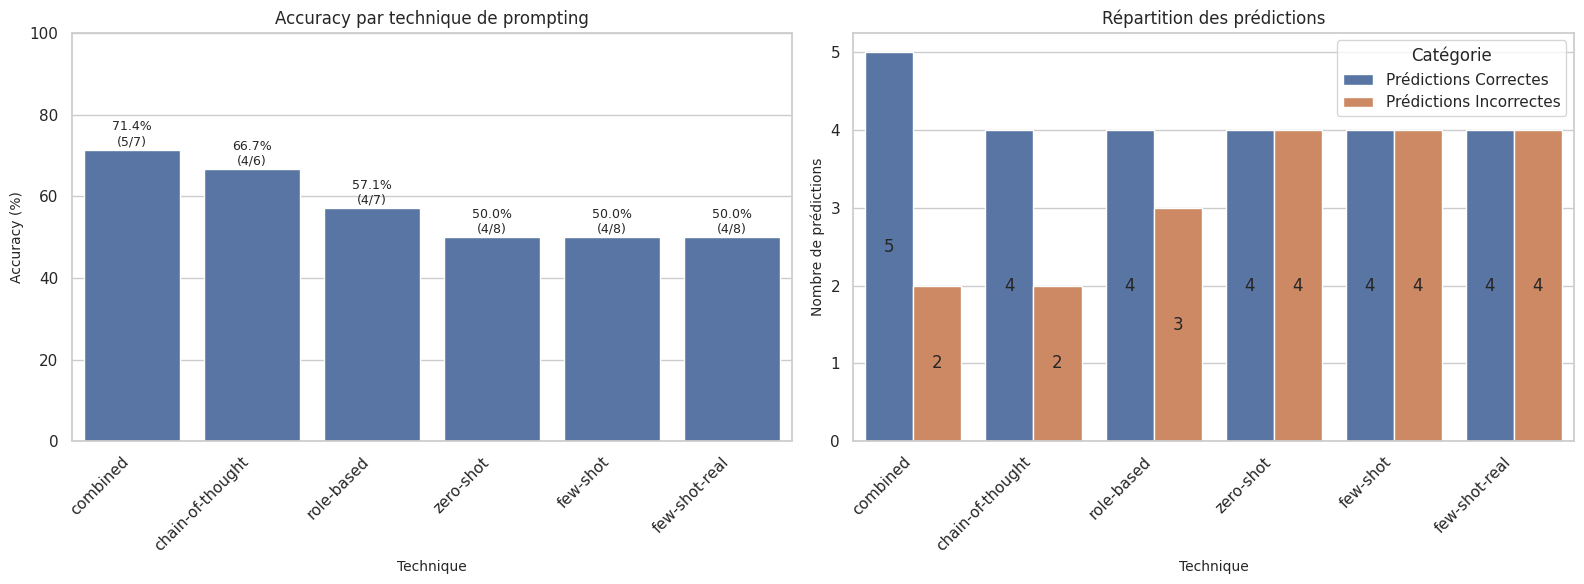 Accuracy par technique de prompting
Accuracy (%)
100
80
60
40
20
0
71.4%
(5/7)
66.7%
(4/6)
57.1%
(4/7)
50.0%
(4/8)
50.0%
(4/8)
50.0%
(4/8)
combined
chain-of-thought
role-based
zero-shot
few-shot
few-shot-real
Technique
Répartition des prédictions
Nombre de prédictions
5
4
3
2
1
0
Catégorie
Prédictions Correctes
Prédictions Incorrectes
5
2
4
2
4
3
4
4
4
4
4
4
combined
chain-of-thought
role-based
zero-shot
few-shot
few-shot-real
Technique